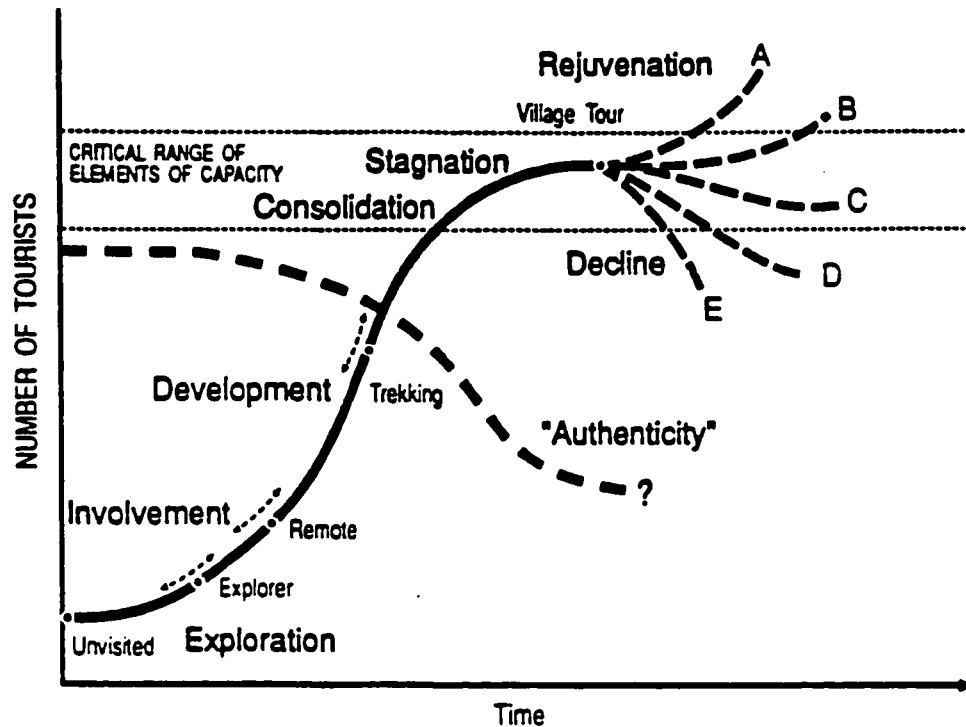 A
Rejuvenation
Village Tour
B
CRITICAL RANGE OF
ELEMENTS OF CAPACITY
Stagnation
Consolidation
C
Decline
D
E
NUMBER OF TOURISTS
Development
Trekking
"Authenticity"
?
Involvement
Remote
Explorer
Unvisited
Exploration
Time